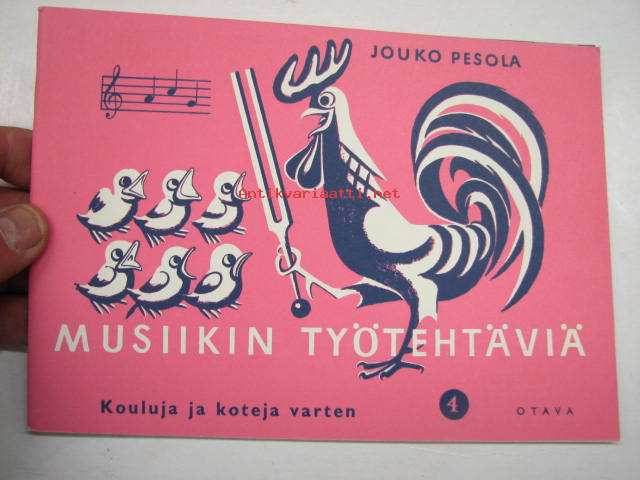 JOUKO PESOLA
antikvariaatti.net
MUSIIKIN TYÖTEHTÄVIÄ
Kouluja ja koteja varten
4
OTAVA